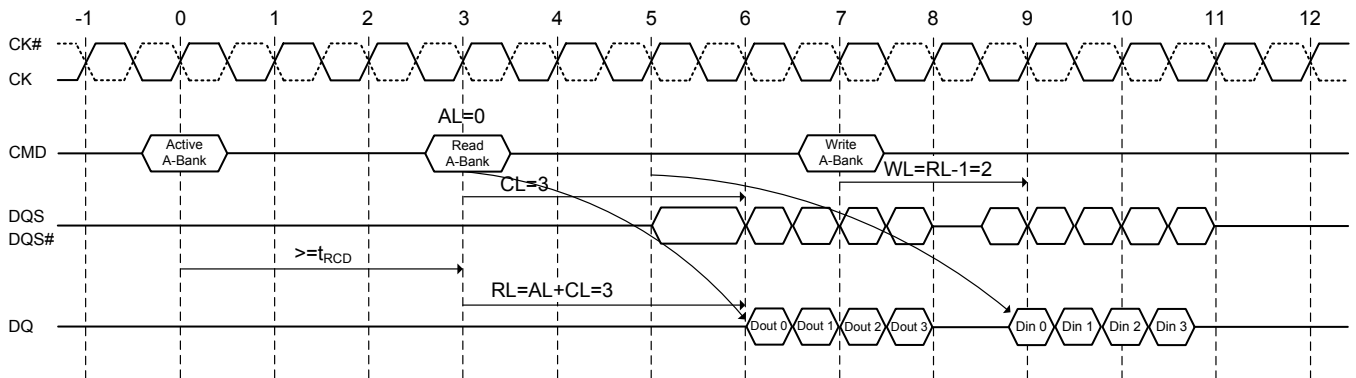 -1 0 1 2 3 4 5 6 7 8 9 10 11 12
CK#
CK
AL=0
CMD Active A-Bank Read A-Bank Write A-Bank
WL=RL-1=2
CL=3
DQS
DQS#
>=tRCD
RL=AL+CL=3
DQ Dout 0 Dout 1 Dout 2 Dout 3 Din 0 Din 1 Din 2 Din 3